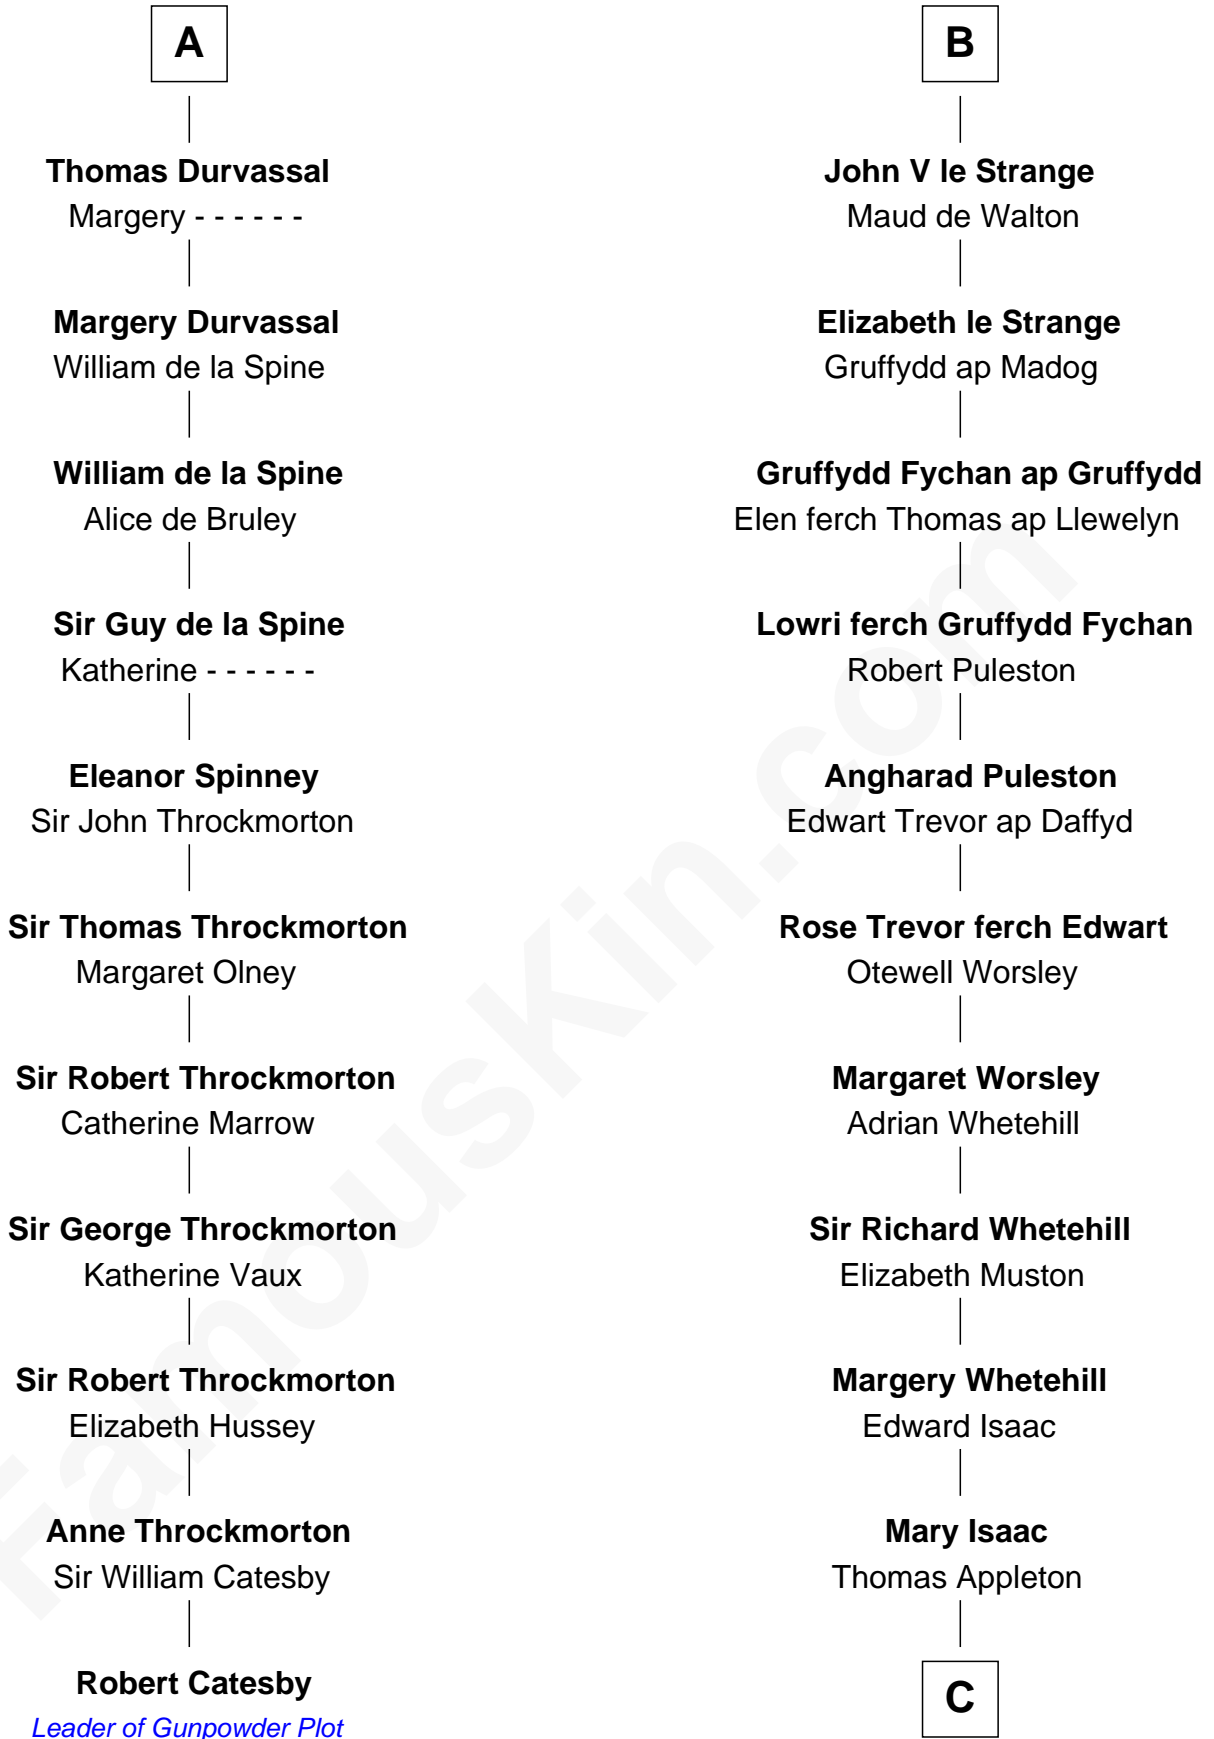 A
Thomas Durvassal
Margery - - - - - -
Margery Durvassal
William de la Spine
William de la Spine
Alice de Bruley
Sir Guy de la Spine
Katherine - - - - - -
Eleanor Spinney
Sir John Throckmorton
Sir Thomas Throckmorton
Margaret Olney
Sir Robert Throckmorton
Catherine Marrow
Sir George Throckmorton
Katherine Vaux
Sir Robert Throckmorton
Elizabeth Hussey
Anne Throckmorton
Sir William Catesby
Robert Catesby
Leader of Gunpowder Plot
B
John V le Strange
Maud de Walton
Elizabeth le Strange
Gruffydd ap Madog
Gruffydd Fychan ap Gruffydd
Elen ferch Thomas ap Llewelyn
Lowri ferch Gruffydd Fychan
Robert Puleston
Angharad Puleston
Edwart Trevor ap Daffyd
Rose Trevor ferch Edwart
Otewell Worsley
Margaret Worsley
Adrian Whetehill
Sir Richard Whetehill
Elizabeth Muston
Margery Whetehill
Edward Isaac
Mary Isaac
Thomas Appleton
C
FamousKin.com